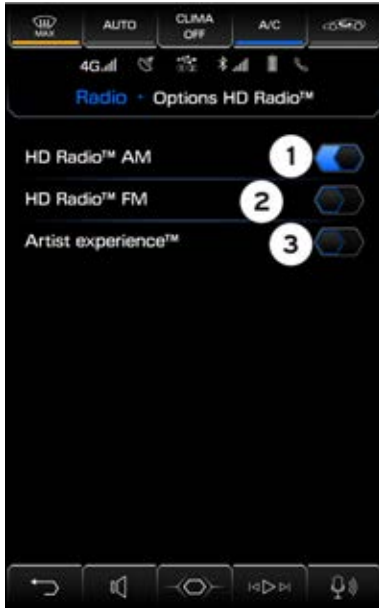 MAX
AUTO
CLIMA
OFF
A/C
4G
Radio • Options HD Radio™
HD Radio™ AM
1
HD Radio™ FM
2
Artist experience™
3